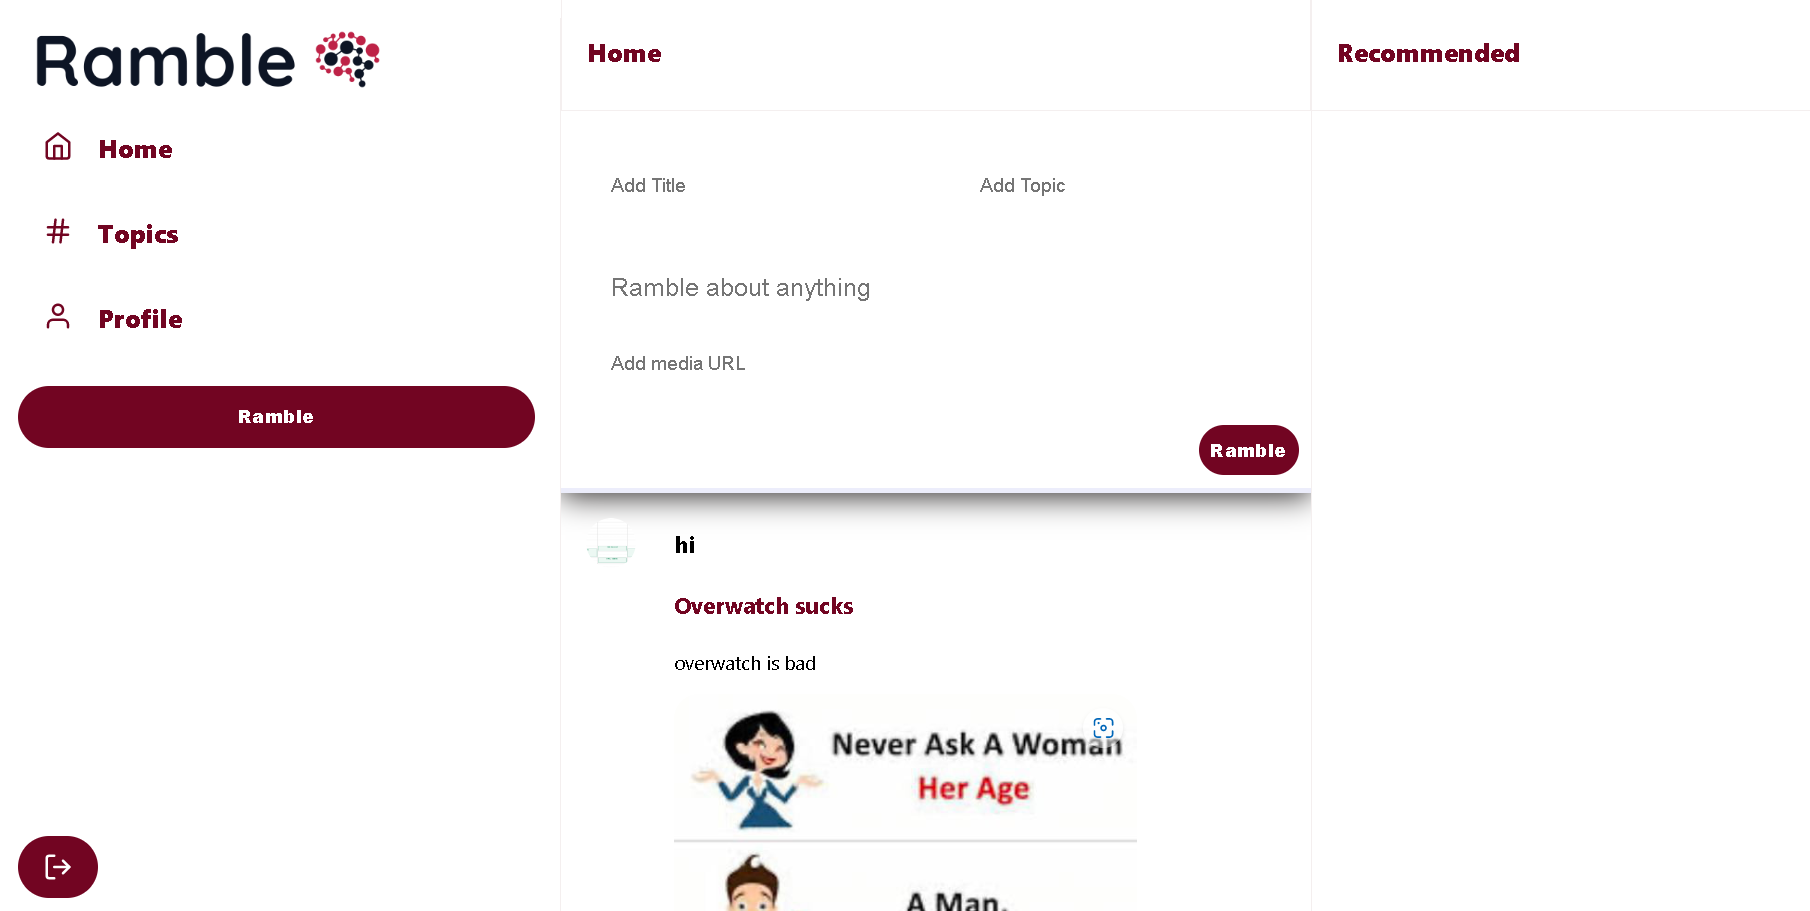 Ramble
Home
Topics
Profile
Ramble
Home
Add Title
Add Topic
Ramble about anything
Add media URL
Ramble
hi
Overwatch sucks
overwatch is bad
Never Ask A Woman
Her Age
A Man,
Recommended